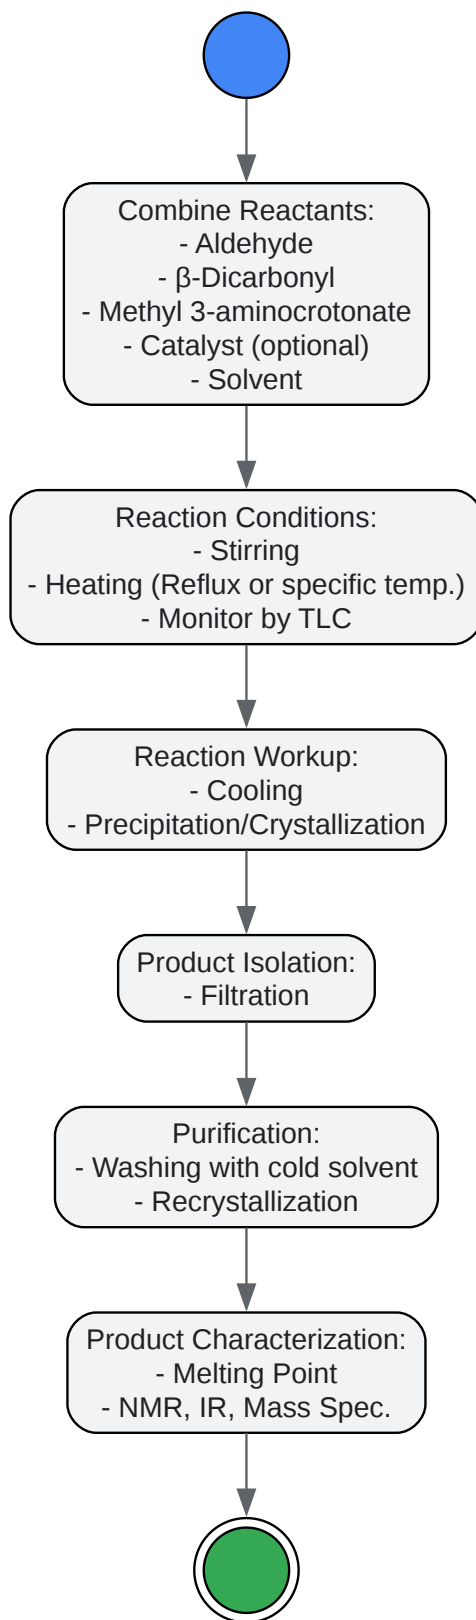 Combine Reactants:
- Aldehyde
- β-Dicarbonyl
- Methyl 3-aminocrotonate
- Catalyst (optional)
- Solvent
Reaction Conditions:
- Stirring
- Heating (Reflux or specific temp.)
- Monitor by TLC
Reaction Workup:
- Cooling
- Precipitation/Crystallization
Product Isolation:
- Filtration
Purification:
- Washing with cold solvent
- Recrystallization
Product Characterization:
- Melting Point
- NMR, IR, Mass Spec.